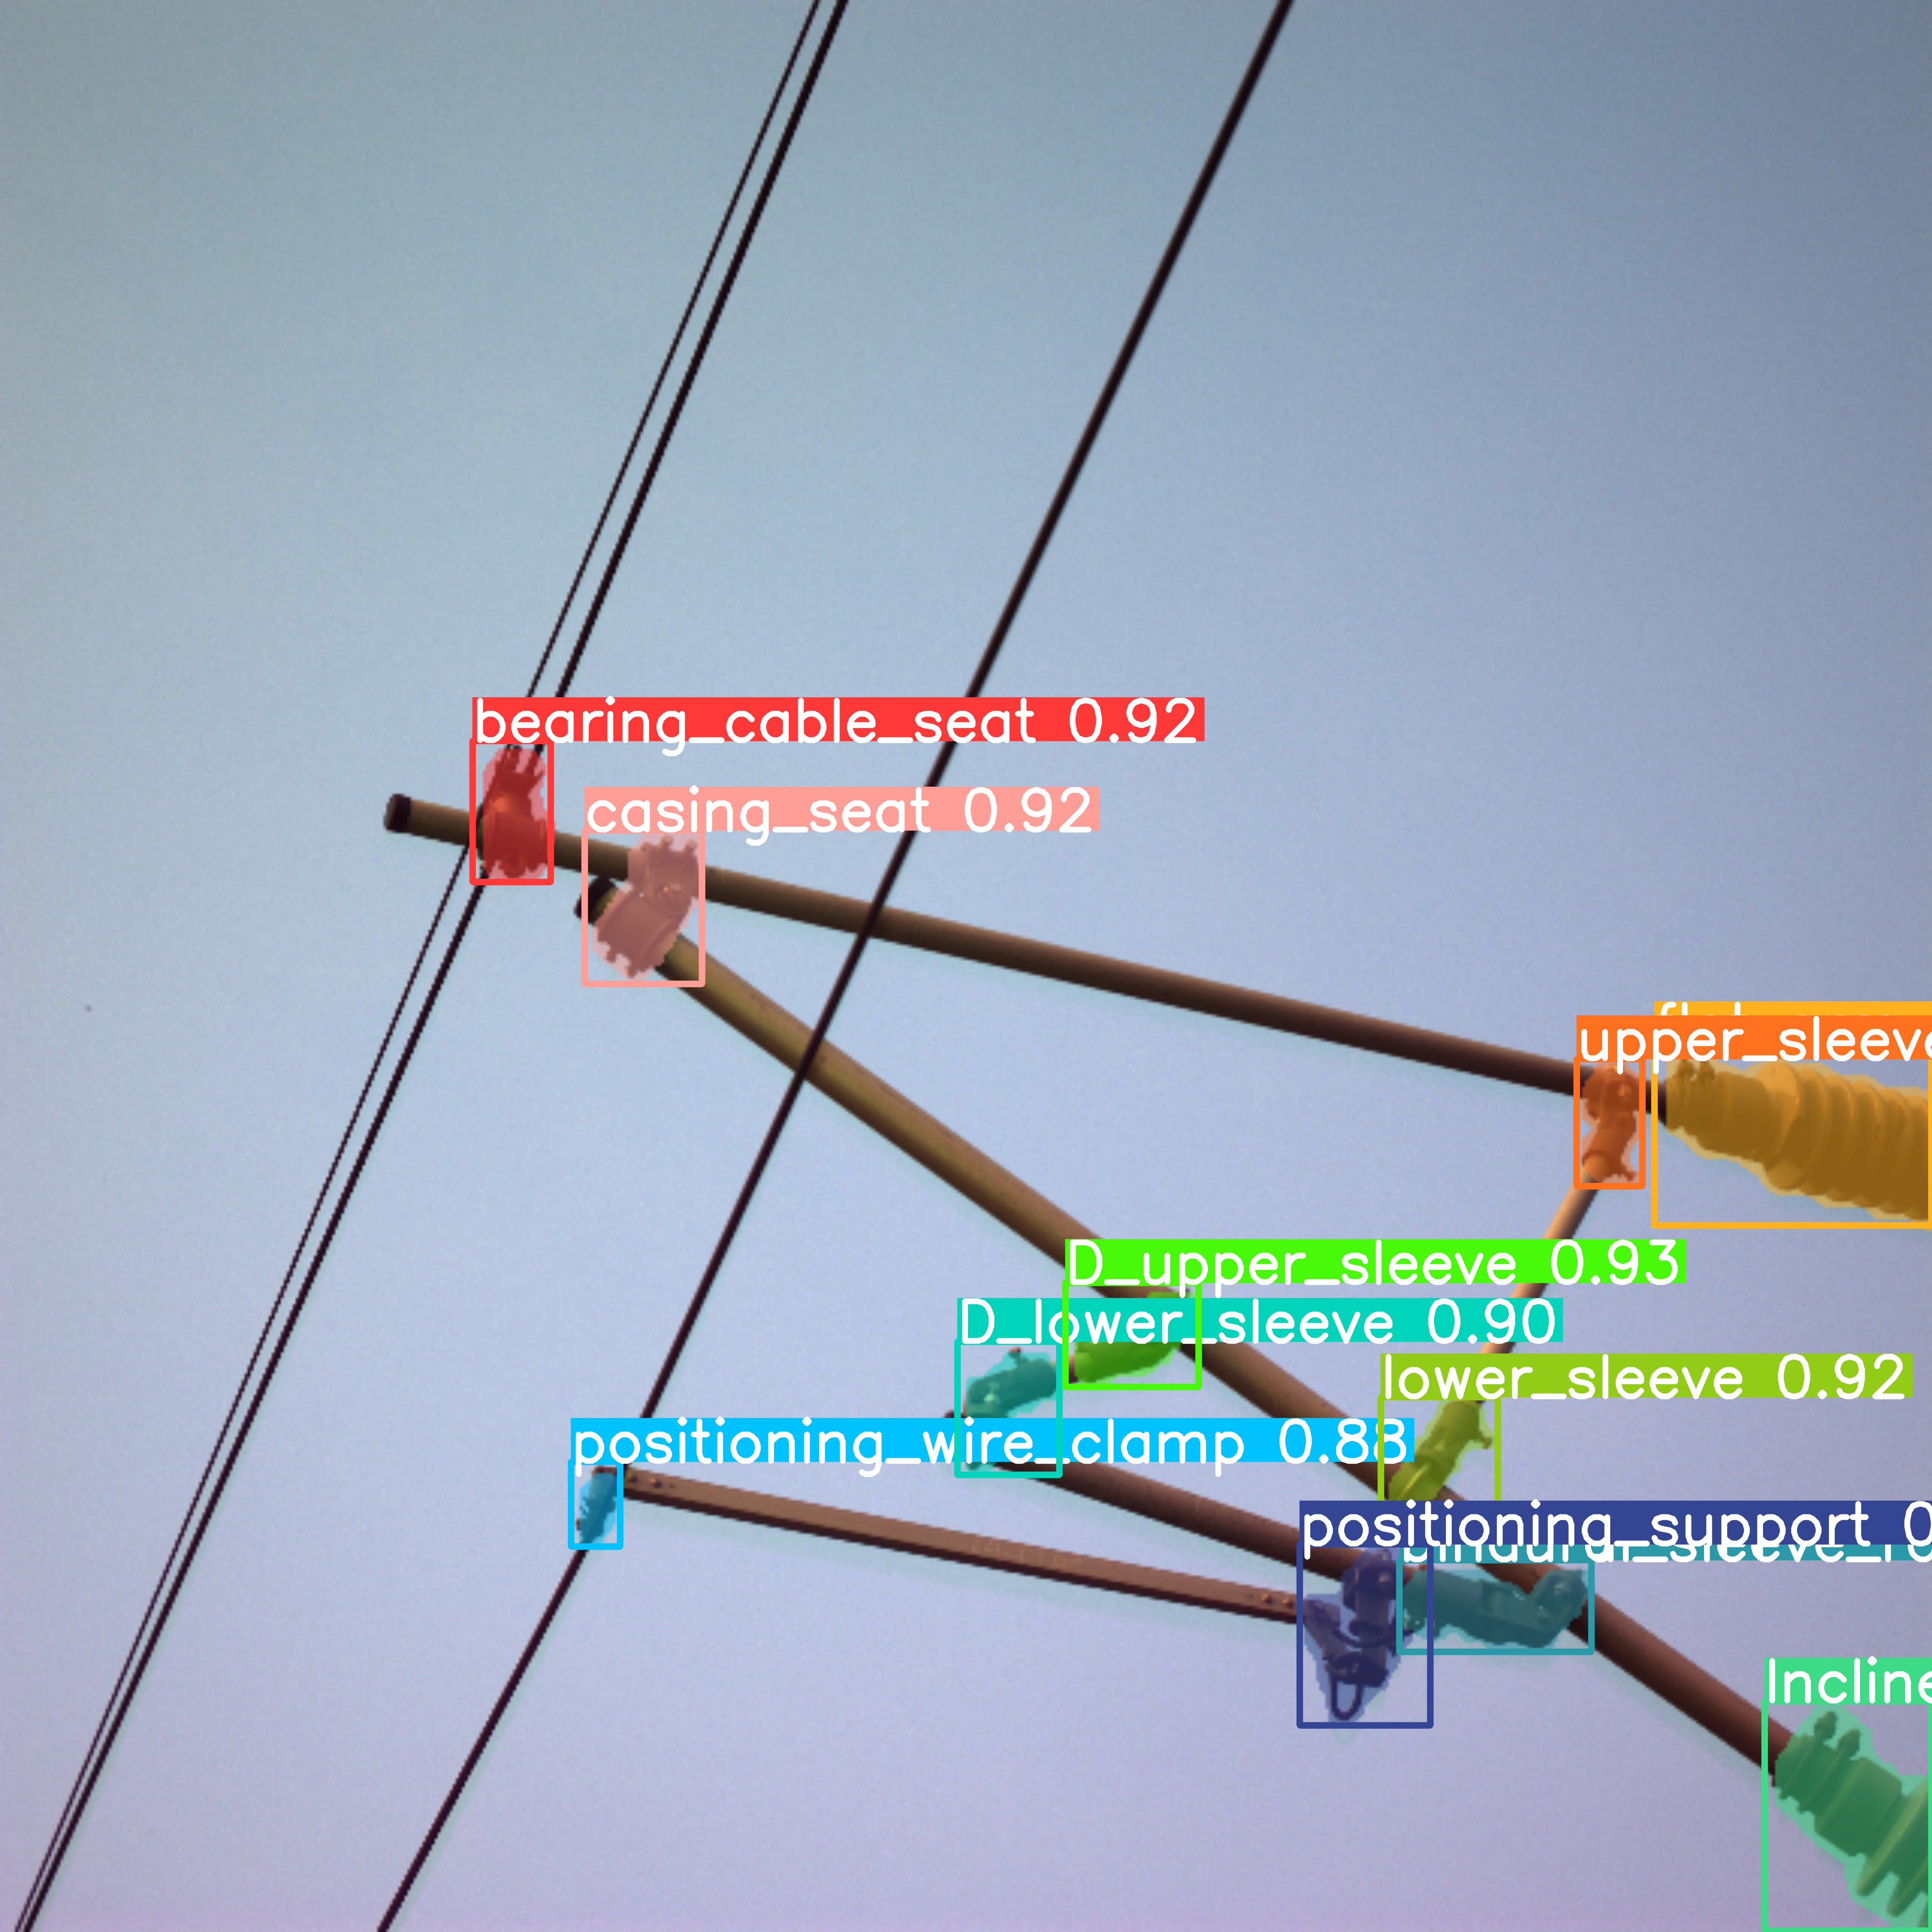 bearing_cable_seat 0.92
casing_seat 0.92
upper_sleeve
D_upper_sleeve 0.93
D_lower_sleeve 0.90
lower_sleeve 0.92
positioning_wire_clamp 0.88
positioning_support 0
Incline